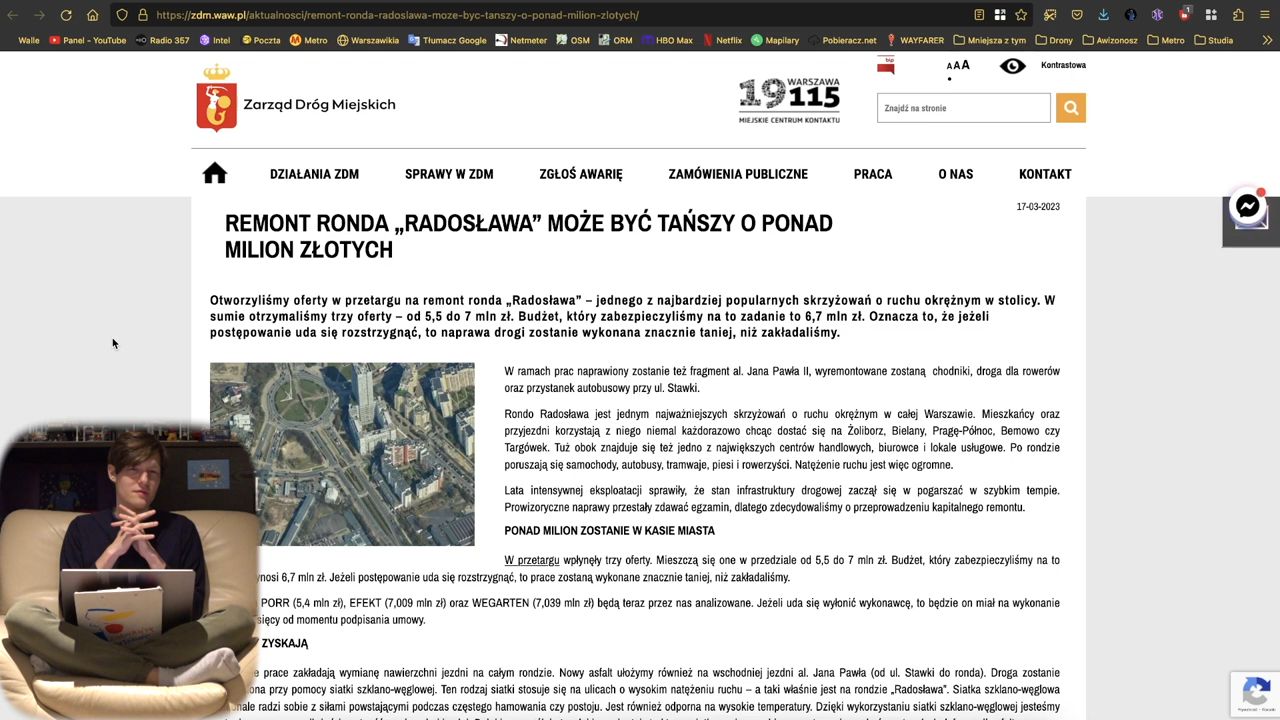 https://zdm.waw.pl/aktualnosci/remont-ronda-radoslawa-moze-byc-tanszy-o-ponad-milion-zlotych/
Walle Panel - YouTube Radio 357 Intel Poczta Metro Warszawikia Tłumacz Google Netmeter OSM ORM HBO Max Netflix Mapilary Pobieracz.net WAYFARER Mniejsza z tym Drogi Awizonosz Metro Studia
bip
A A A
Kontrastowa
Zarząd Dróg Miejskich
19 WARSZAWA 115
MIEJSKIE CENTRUM KONTAKTU
Znajdź na stronie
DZIAŁANIA ZDM SPRAWY W ZDM ZGŁOŚ AWARIĘ ZAMÓWIENIA PUBLICZNE PRACA O NAS KONTAKT
17-03-2023
REMONT RONDA „RADOSŁAWA” MOŻE BYĆ TAŃSZY O PONAD
MILION ZŁOTYCH
Otworzyliśmy oferty w przetargu na remont ronda „Radosława” – jednego z najbardziej popularnych skrzyżowań o ruchu okrężnym w stolicy. W
sumie otrzymaliśmy trzy oferty – od 5,5 do 7 mln zł. Budżet, który zabezpieczyliśmy na to zadanie to 6,7 mln zł. Oznacza to, że jeżeli
postępowanie uda się rozstrzygnąć, to naprawa drogi zostanie wykonana znacznie taniej, niż zakładaliśmy.
W ramach prac naprawiony zostanie też fragment al. Jana Pawła II, wyremontowane zostaną chodniki, droga dla rowerów
oraz przystanek autobusowy przy ul. Stawki.
Rondo Radosława jest jednym najważniejszych skrzyżowań o ruchu okrężnym w całej Warszawie. Mieszkańcy oraz
przyjezdni korzystają z niego niemal każdorazowo chcąc dostać się na Żoliborz, Bielany, Pragę-Północ, Bemowo czy
Targówek. Tuż obok znajduje się też jedno z największych centrów handlowych, biurowce i lokale usługowe. Po rondzie
poruszają się samochody, autobusy, tramwaje, piesi i rowerzyści. Natężenie ruchu jest więc ogromne.
Lata intensywnej eksploatacji sprawiły, że stan infrastruktury drogowej zaczął się w pogarszać w szybkim tempie.
Prowizoryczne naprawy przestały zdawać egzamin, dlatego zdecydowaliśmy o przeprowadzeniu kapitalnego remontu.
PONAD MILION ZOSTANIE W KASIE MIASTA
W przetargu wpłynęły trzy oferty. Mieszczą się one w przedziale od 5,5 do 7 mln zł. Budżet, który zabezpieczyliśmy na to
ynosi 6,7 mln zł. Jeżeli postępowanie uda się rozstrzygnąć, to prace zostaną wykonane znacznie taniej, niż zakładaliśmy.
PORR (5,4 mln zł), EFEKT (7,009 mln zł) oraz WEGARTEN (7,039 mln zł) będą teraz przez nas analizowane. Jeżeli uda się wyłonić wykonawcę, to będzie on miał na wykonanie
sięcy od momentu podpisania umowy.
ZYSKAJĄ
prace zakładają wymianę nawierzchni jezdni na całym rondzie. Nowy asfalt ułożymy również na wschodniej jezdni al. Jana Pawła (od ul. Stawki do ronda). Droga zostanie
ona przy pomocy siatki szklano-węglowej. Ten rodzaj siatki stosuje się na ulicach o wysokim natężeniu ruchu – a taki właśnie jest na rondzie „Radosława”. Siatka szklano-węglowa
nale radzi sobie z siłami powstającymi podczas częstego hamowania czy postoju. Jest również odporna na wysokie temperatury. Dzięki wykorzystaniu siatki szklano-węglowej jesteśmy